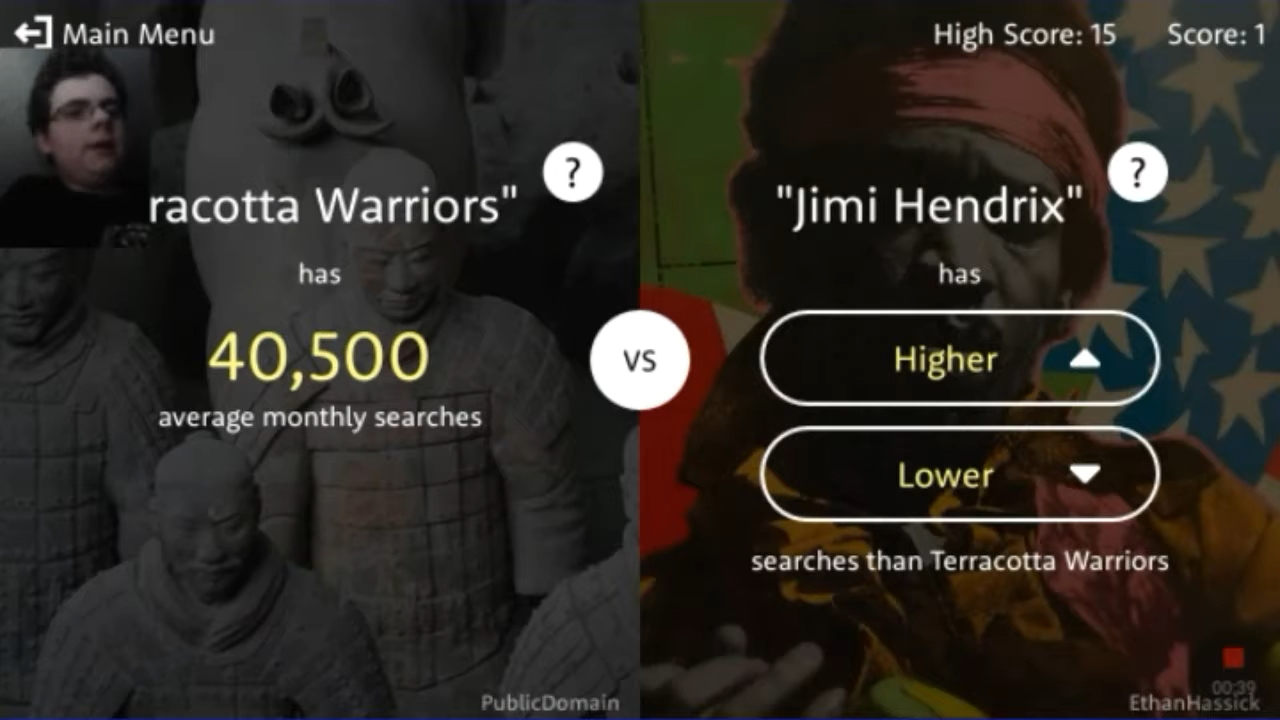 Main Menu
High Score: 15
Score: 1
?
?
racotta Warriors"
"Jimi Hendrix"
has
has
40,500
VS
Higher
average monthly searches
Lower
searches than Terracotta Warriors
00:39
PublicDomain
EthanHassick